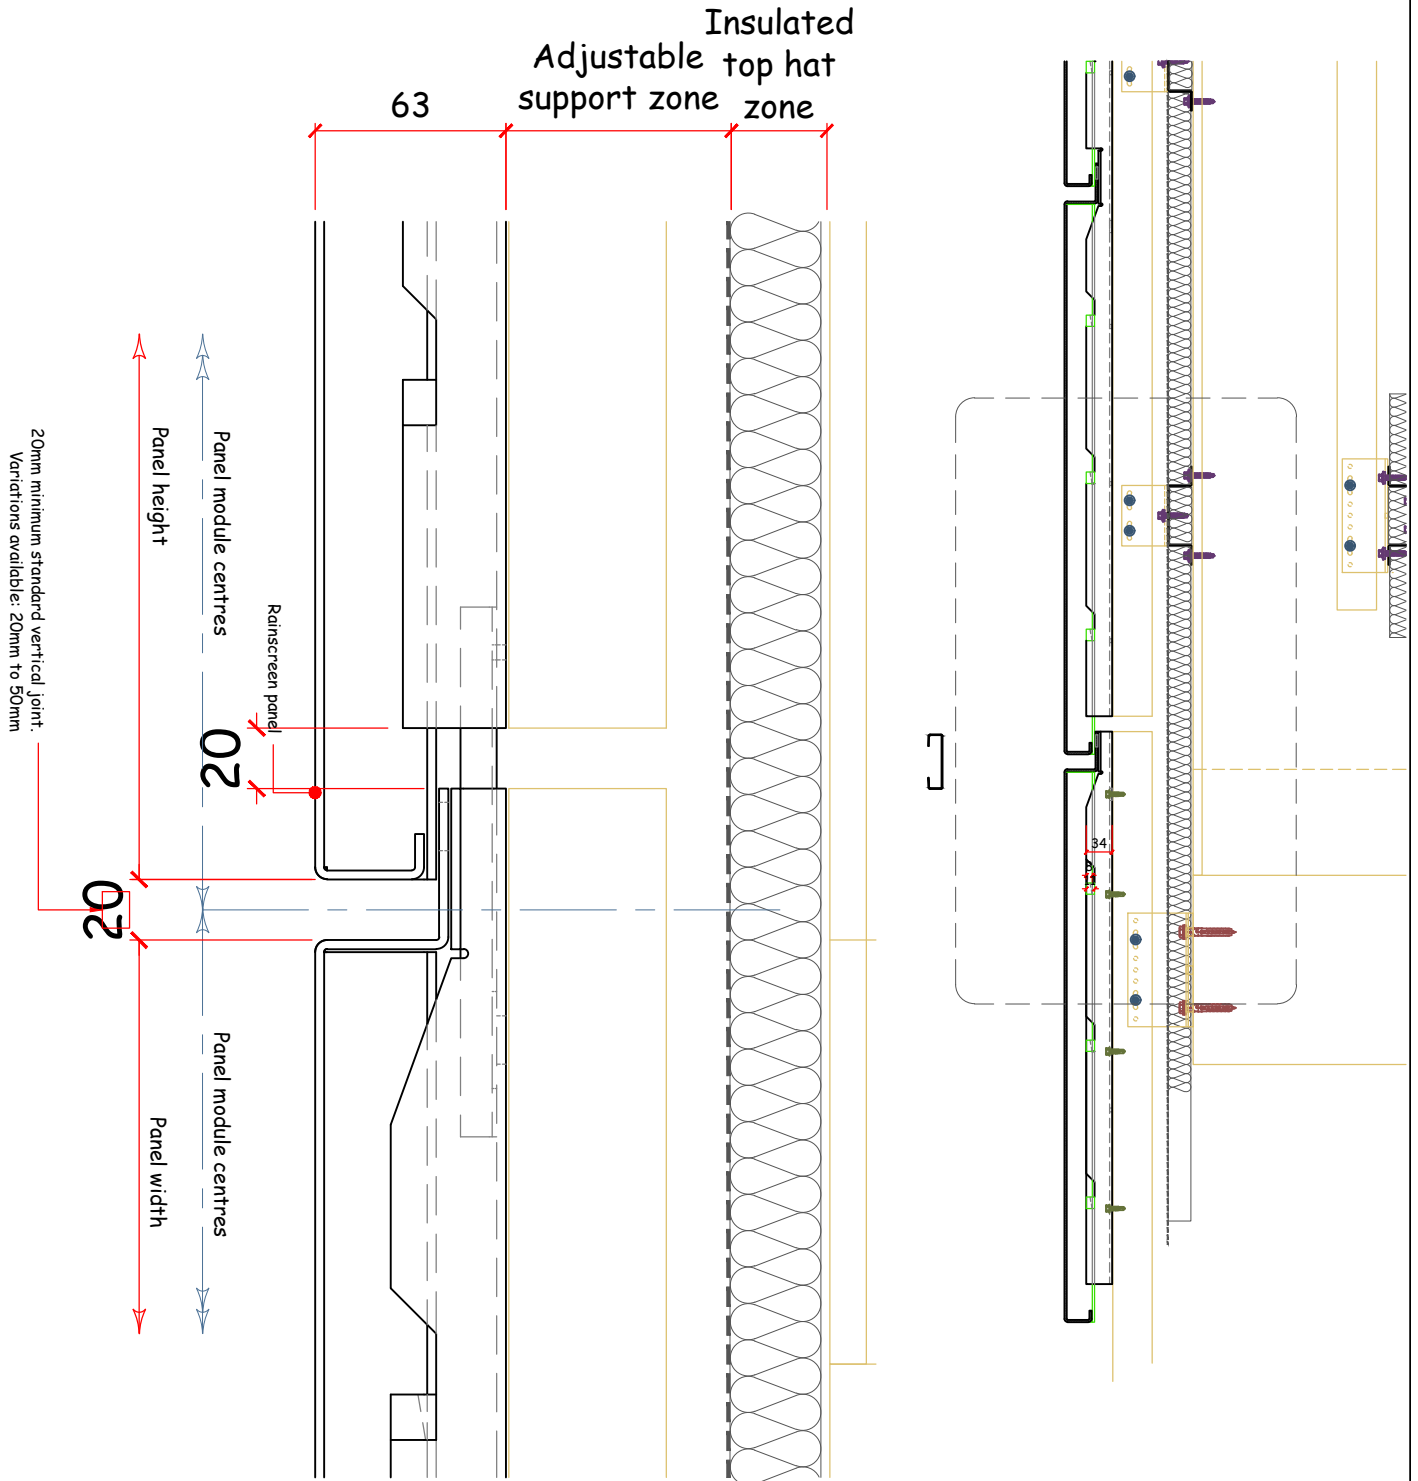 Insulated
top hat
zone
Adjustable
support zone
63
Panel module centres
Panel height
20mm minimum standard vertical joint.
Variations available: 20mm to 50mm
Rainscreen panel
20
20
Panel module centres
Panel width
34